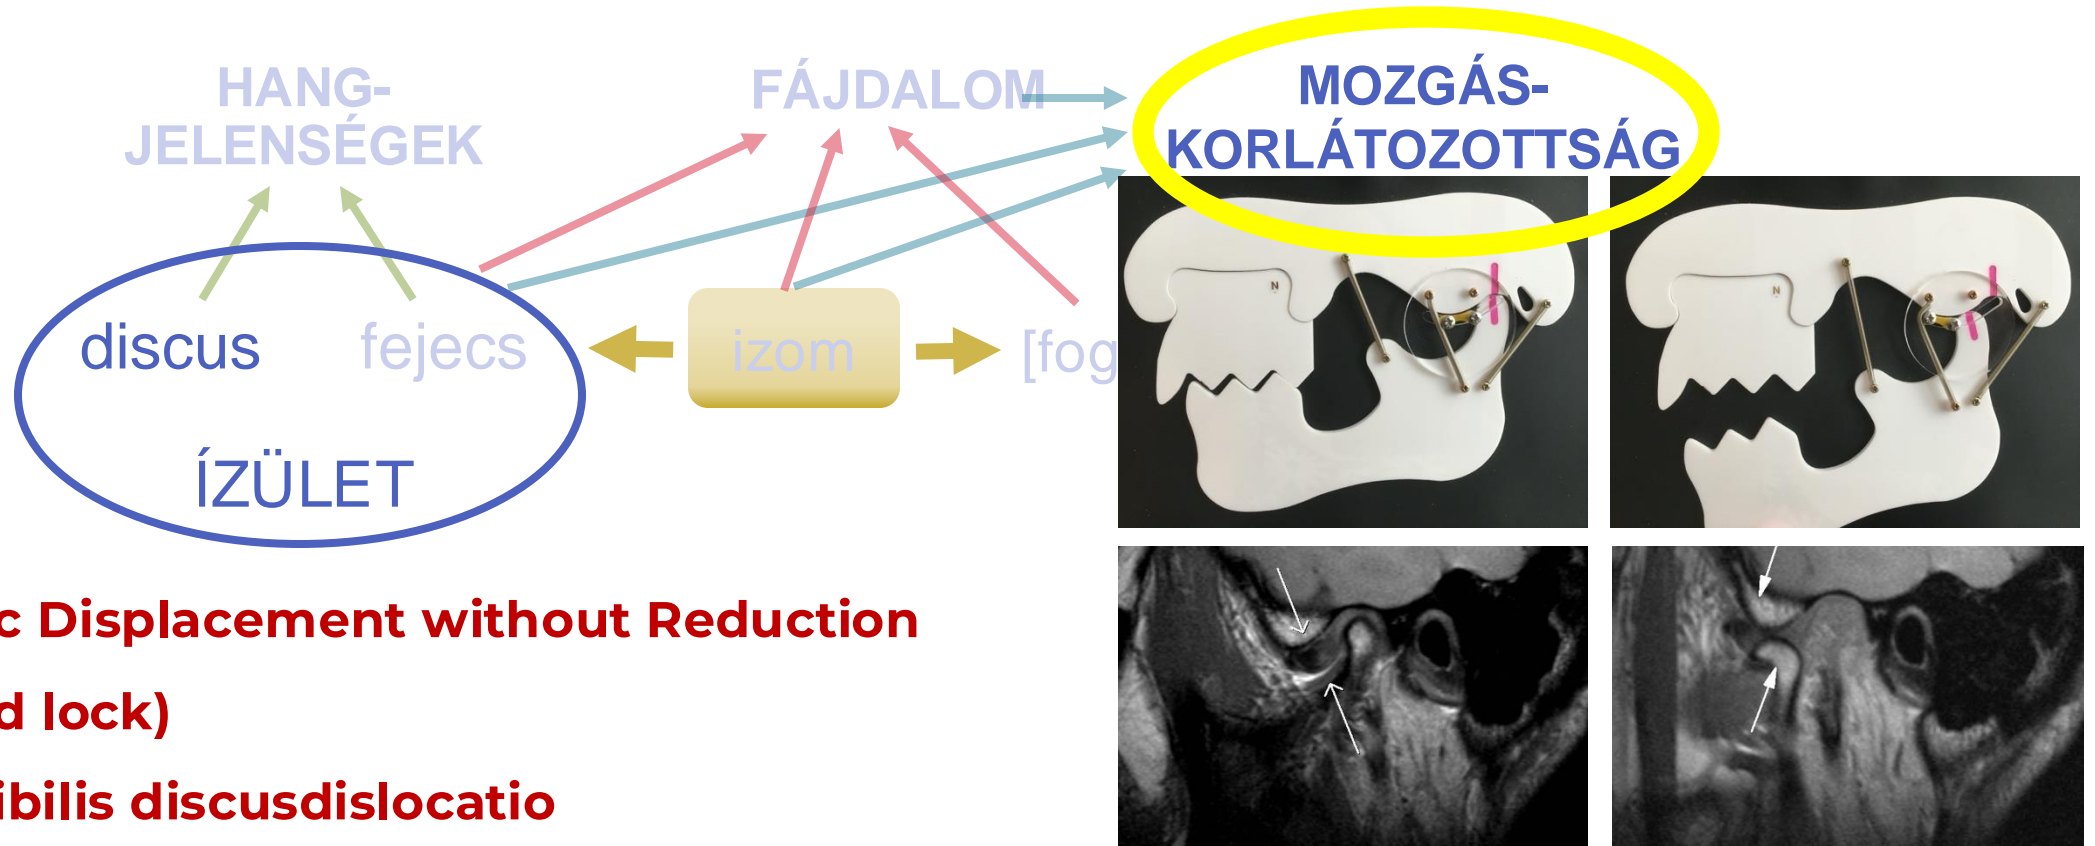 HANG-
JELENSÉGEK
FÁJDALOM
MOZGÁS-
KORLÁTOZOTTSÁG
discus
fejecs
izom
[fog
ÍZÜLET
N
N
c Displacement without Reduction
d lock)
ibilis discusdislocatio